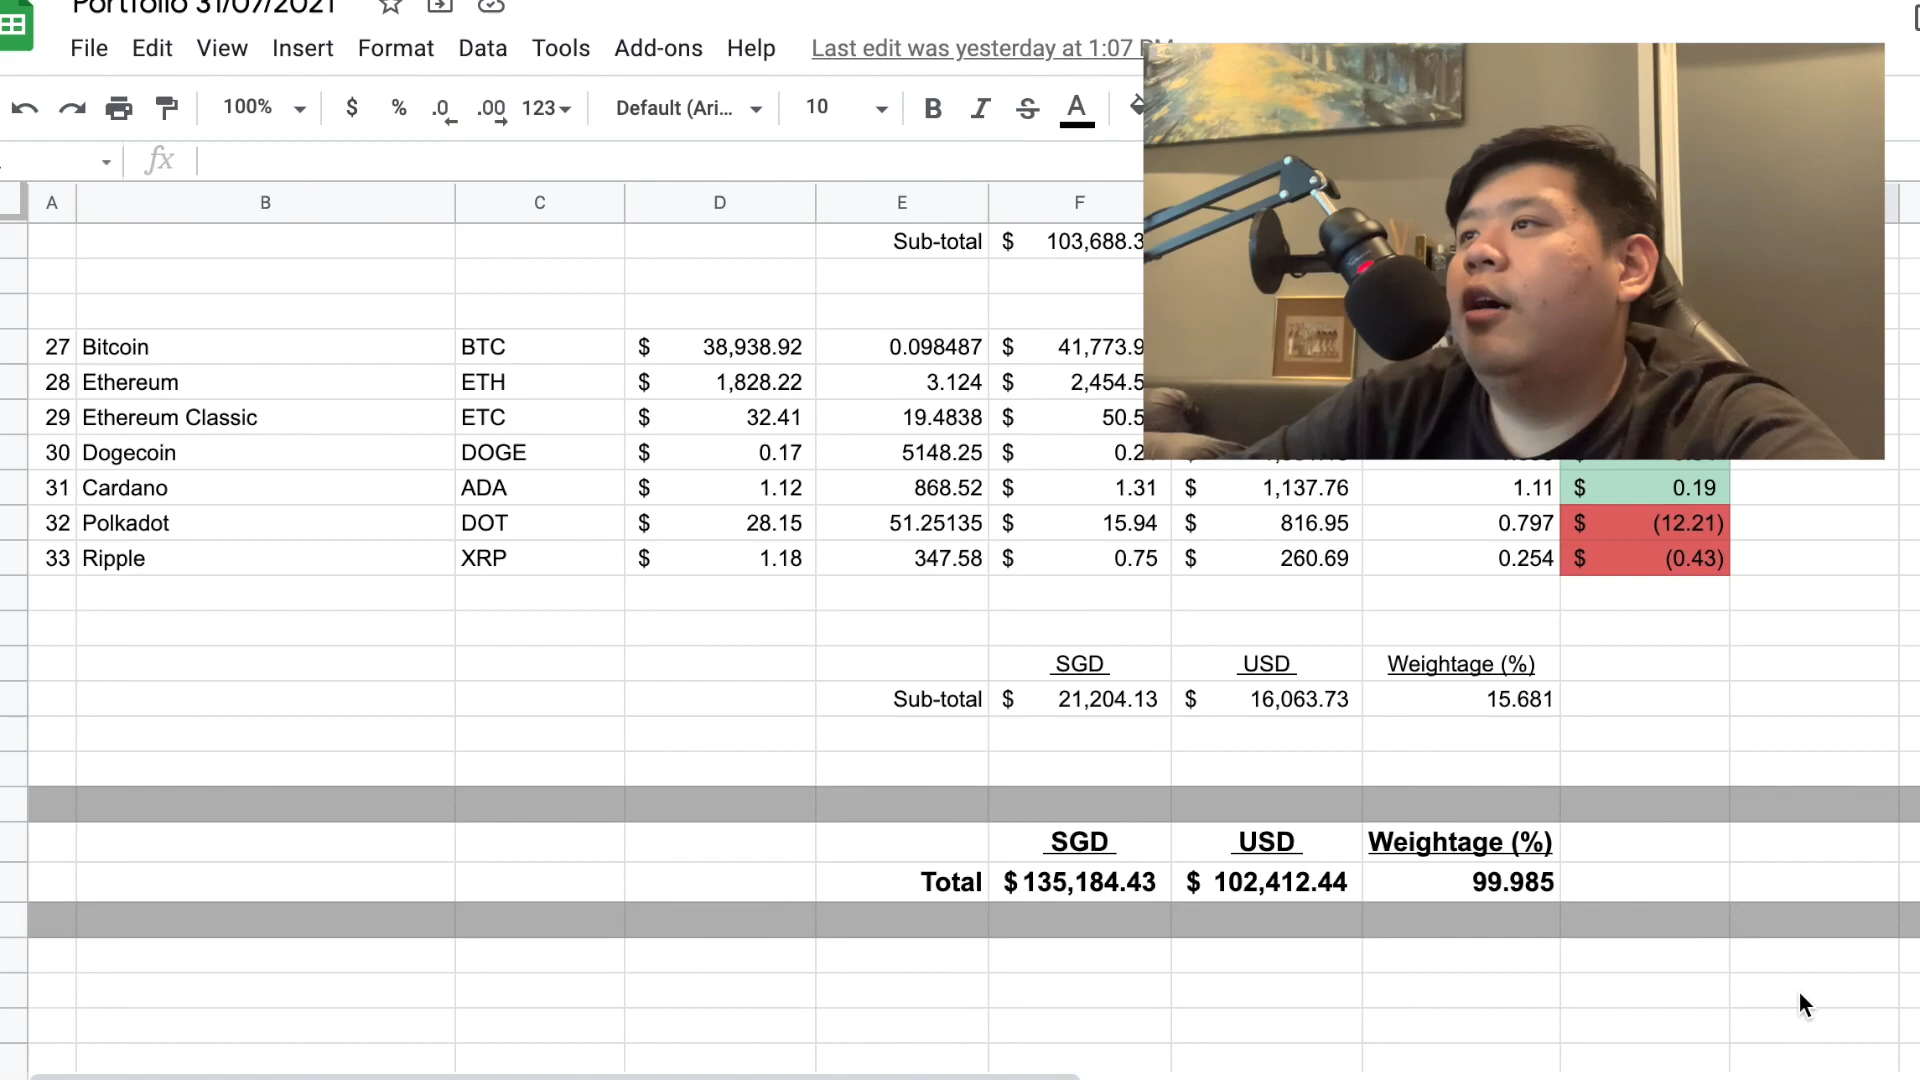 Portfolio 31/07/2021
File Edit View Insert Format Data Tools Add-ons Help Last edit was yesterday at 1:07 PM
100% $ % .0 .00 123 Default (Ari... 10 B I S A
fx
A B C D E F
Sub-total $ 103,688.3
27 Bitcoin BTC $ 38,938.92 0.098487 $ 41,773.9
28 Ethereum ETH $ 1,828.22 3.124 $ 2,454.5
29 Ethereum Classic ETC $ 32.41 19.4838 $ 50.5
30 Dogecoin DOGE $ 0.17 5148.25 $ 0.2
31 Cardano ADA $ 1.12 868.52 $ 1.31 $ 1,137.76 1.11 $ 0.19
32 Polkadot DOT $ 28.15 51.25135 $ 15.94 $ 816.95 0.797 $ (12.21)
33 Ripple XRP $ 1.18 347.58 $ 0.75 $ 260.69 0.254 $ (0.43)
SGD USD Weightage (%)
Sub-total $ 21,204.13 $ 16,063.73 15.681
SGD USD Weightage (%)
Total $ 135,184.43 $ 102,412.44 99.985